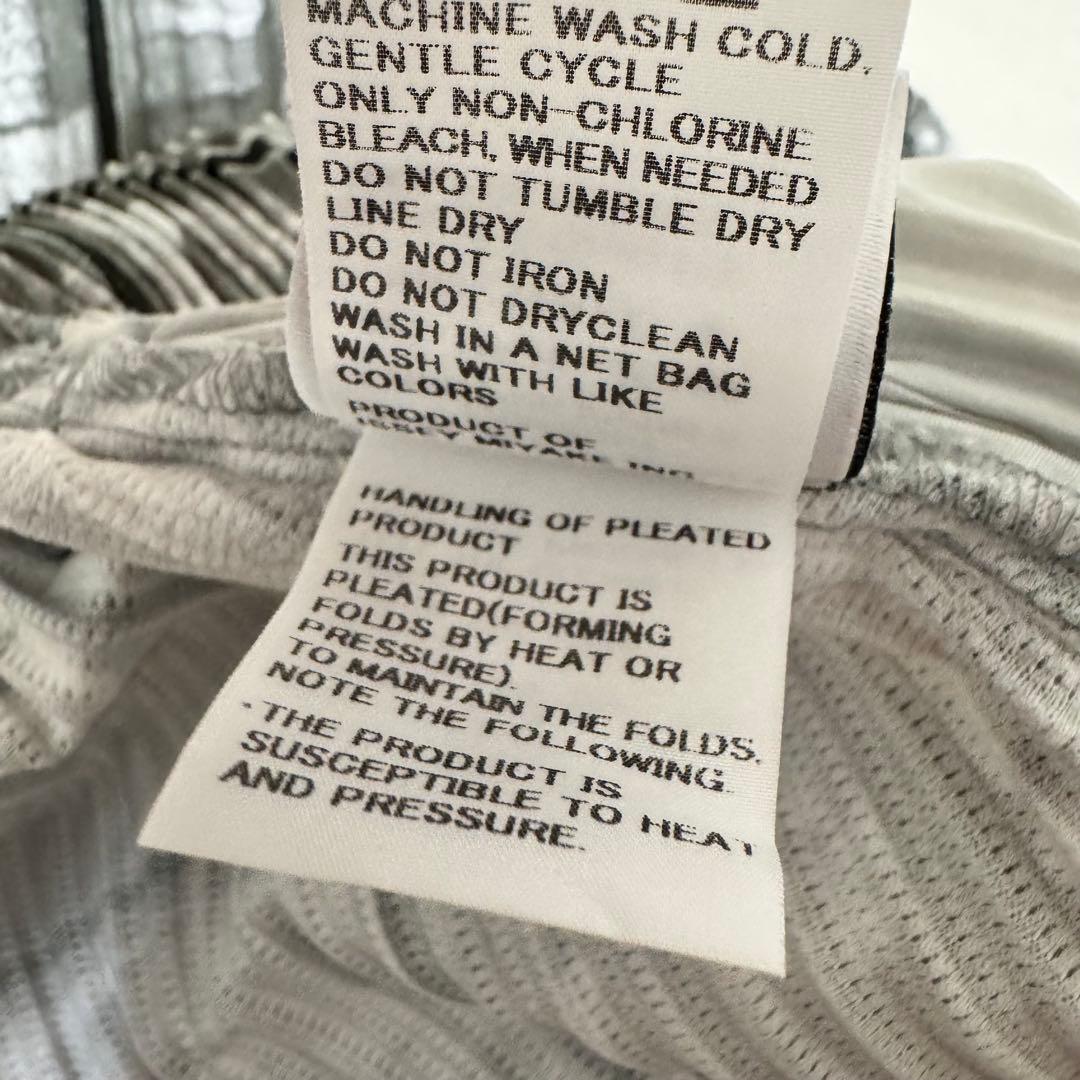 MACHINE WASH COLD,
GENTLE CYCLE
ONLY NON-CHLORINE
BLEACH, WHEN NEEDED
DO NOT TUMBLE DRY
LINE DRY
DO NOT IRON
DO NOT DRYCLEAN
WASH IN A NET BAG
WASH WITH LIKE
COLORS
PRODUCT OF
ISSEY MIYAKE INC.
HANDLING OF PLEATED
PRODUCT
THIS PRODUCT IS
PLEATED(FORMING
FOLDS BY HEAT OR
PRESSURE).
TO MAINTAIN THE FOLDS,
NOTE THE FOLLOWING.
·THE PRODUCT IS
SUSCEPTIBLE TO HEAT
AND PRESSURE.